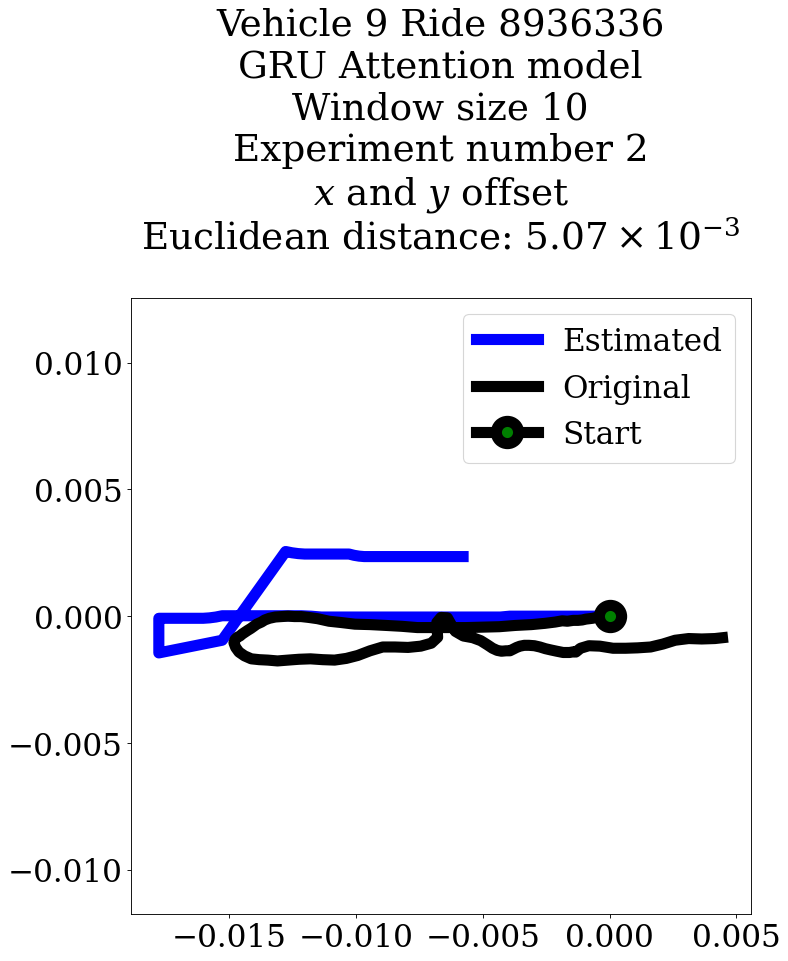 Vehicle 9 Ride 8936336
GRU Attention model
Window size 10
Experiment number 2
x and y offset
Euclidean distance: 5.07 × 10⁻³
Estimated
Original
Start
0.010
0.005
0.000
−0.005
−0.010
−0.015 −0.010 −0.005 0.000 0.005